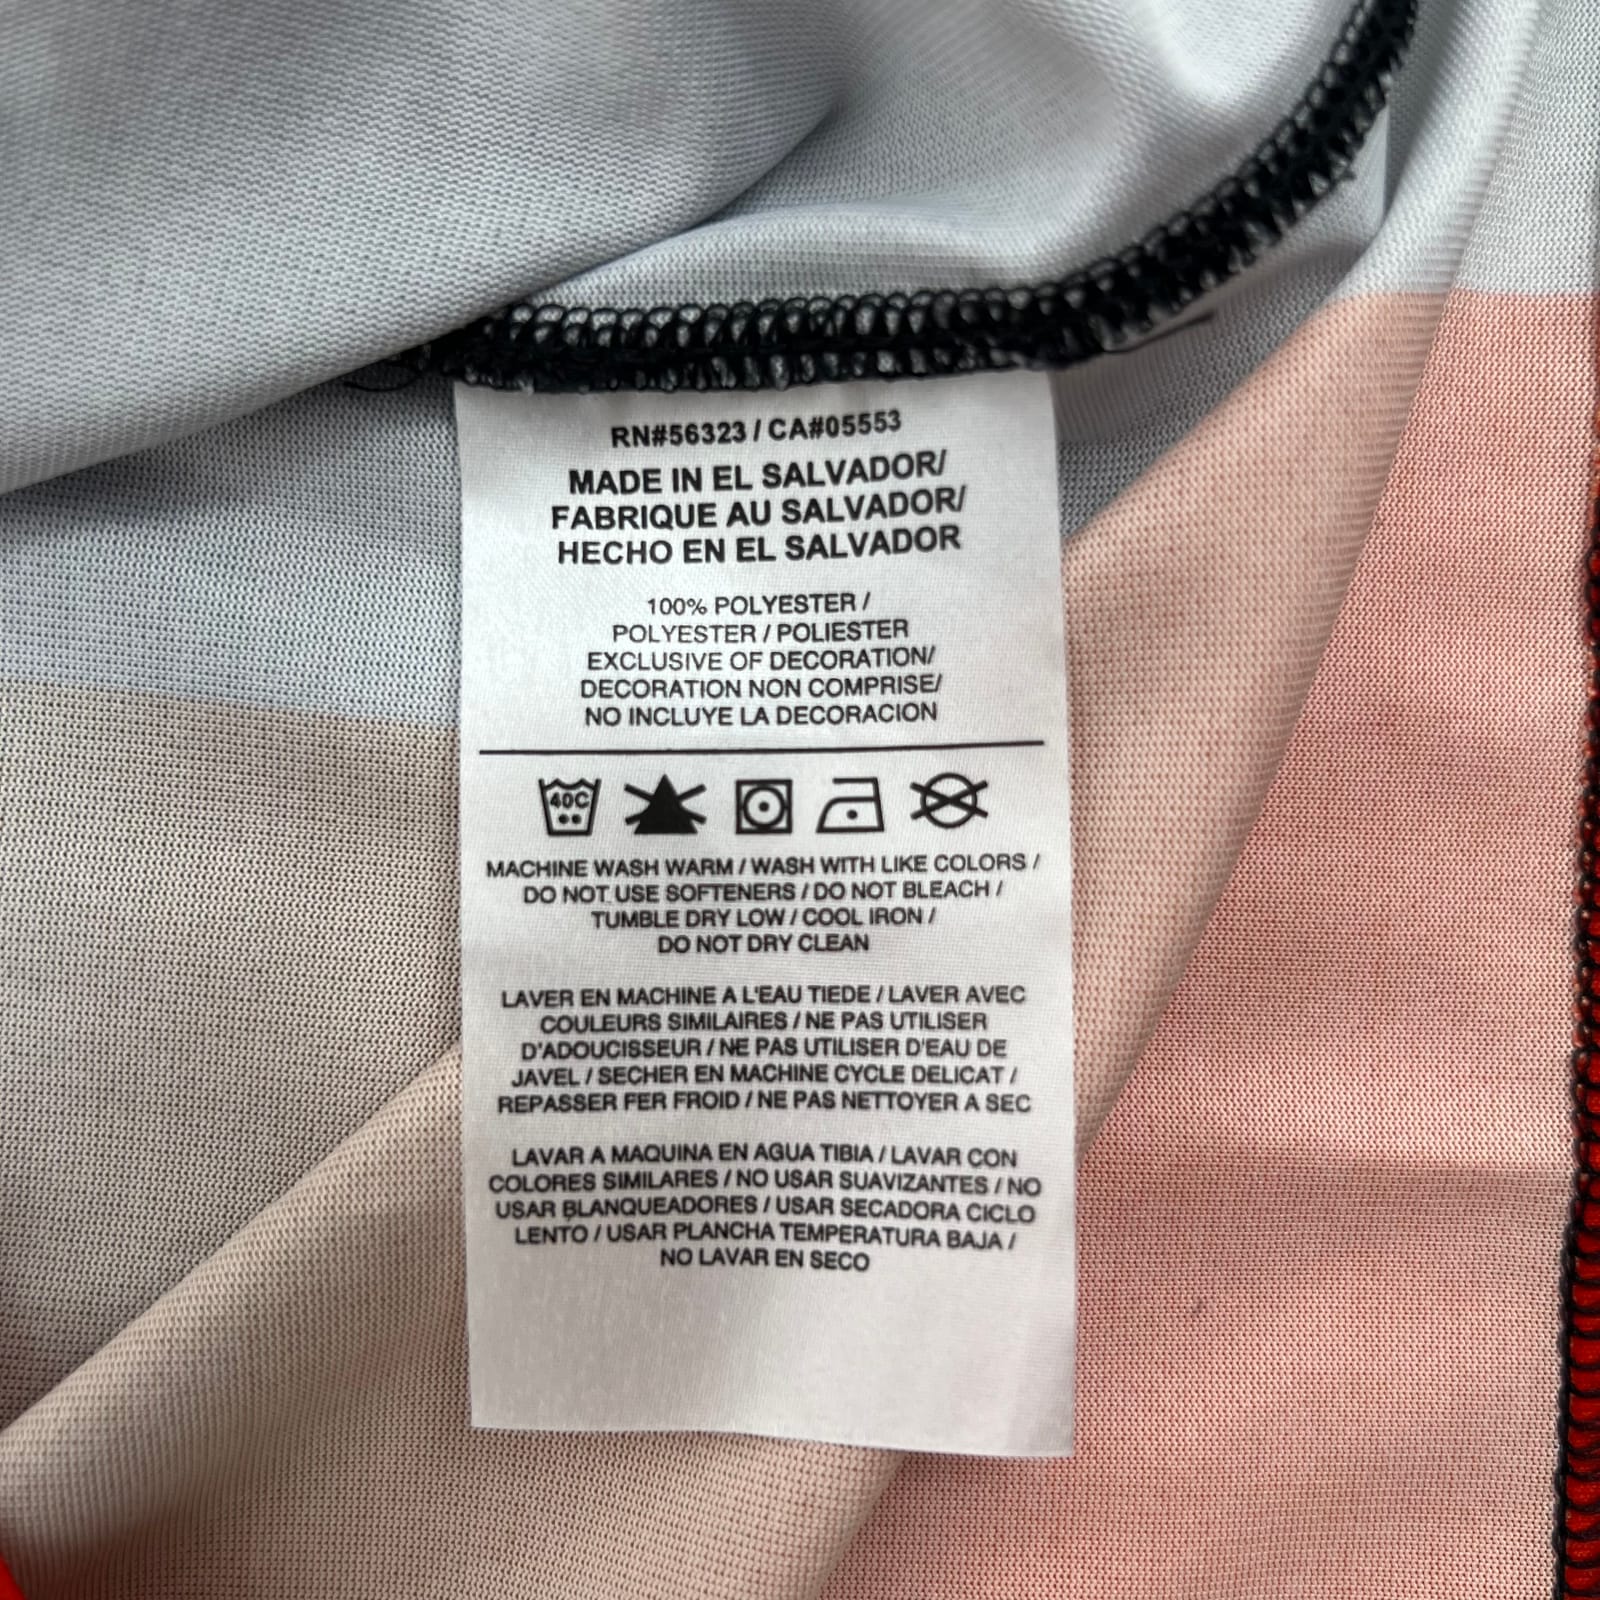 RN#56323 / CA#05553
MADE IN EL SALVADOR/
FABRIQUE AU SALVADOR/
HECHO EN EL SALVADOR
100% POLYESTER /
POLYESTER / POLIESTER
EXCLUSIVE OF DECORATION/
DECORATION NON COMPRISE/
NO INCLUYE LA DECORACION
40C
MACHINE WASH WARM / WASH WITH LIKE COLORS /
DO NOT USE SOFTENERS / DO NOT BLEACH /
TUMBLE DRY LOW / COOL IRON /
DO NOT DRY CLEAN
LAVER EN MACHINE A L'EAU TIEDE / LAVER AVEC
COULEURS SIMILAIRES / NE PAS UTILISER
D'ADOUCISSEUR / NE PAS UTILISER D'EAU DE
JAVEL / SECHER EN MACHINE CYCLE DELICAT /
REPASSER FER FROID / NE PAS NETTOYER A SEC
LAVAR A MAQUINA EN AGUA TIBIA / LAVAR CON
COLORES SIMILARES / NO USAR SUAVIZANTES / NO
USAR BLANQUEADORES / USAR SECADORA CICLO
LENTO / USAR PLANCHA TEMPERATURA BAJA /
NO LAVAR EN SECO